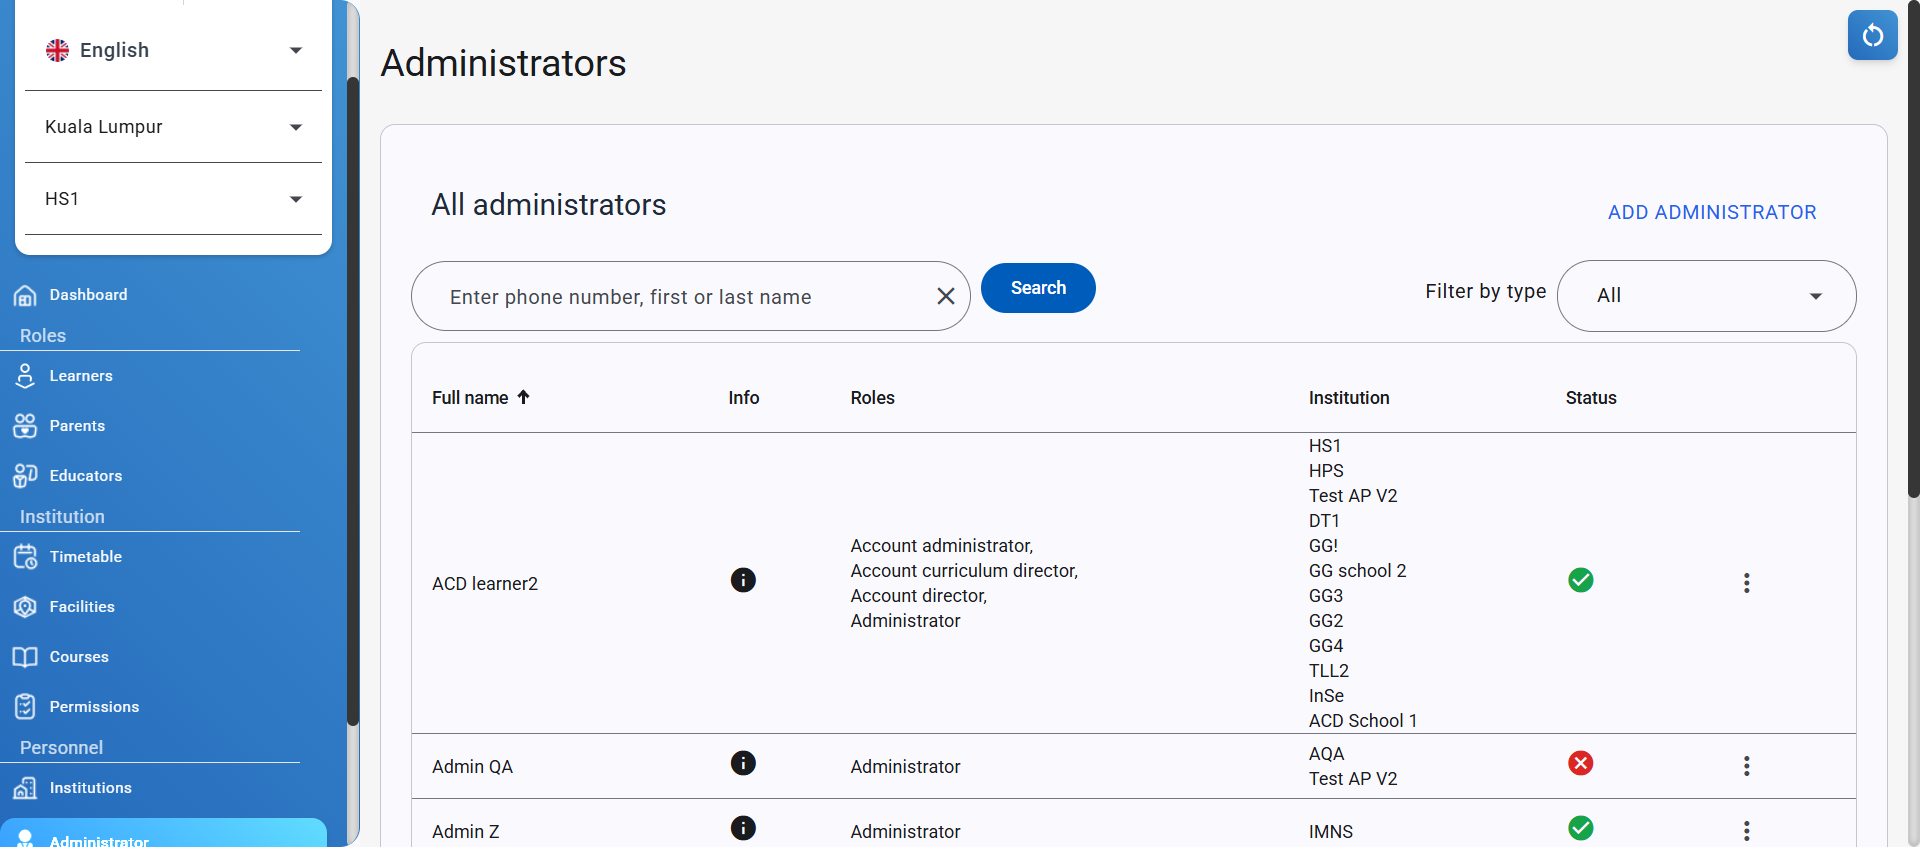 English
Kuala Lumpur
HS1
Dashboard
Roles
Learners
Parents
Educators
Institution
Timetable
Facilities
Courses
Permissions
Personnel
Institutions
Administrator
Administrators
All administrators
ADD ADMINISTRATOR
Enter phone number, first or last name
Search
Filter by type
All
Full name Info Roles Institution Status
ACD learner2
Account administrator,
Account curriculum director,
Account director,
Administrator
HS1
HPS
Test AP V2
DT1
GG!
GG school 2
GG3
GG2
GG4
TLL2
InSe
ACD School 1
Admin QA
Administrator
AQA
Test AP V2
Admin Z
Administrator
IMNS